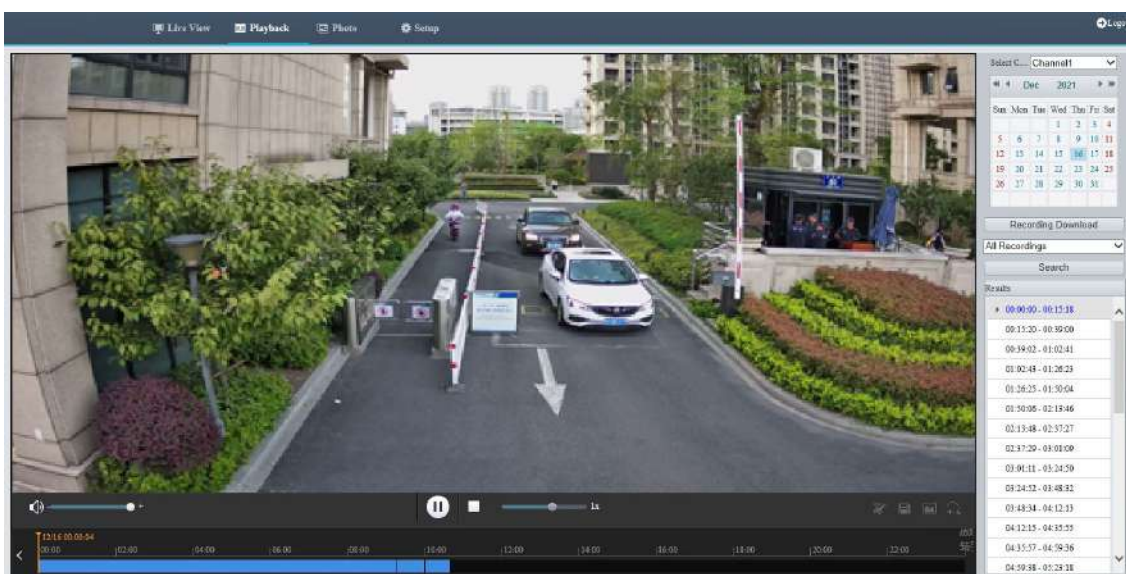 Live View Playback Photo Setup
Select C... Channel1
Dec 2021
Sun Mon Tue Wed Thu Fri Sat
1 2 3 4
5 6 7 8 9 10 11
12 13 14 15 16 17 18
19 20 21 22 23 24 25
26 27 28 29 30 31
Recording Download
All Recordings
Search
Results
00:00:00 - 00:15:18
00:15:20 - 00:39:00
00:39:02 - 01:02:41
01:02:43 - 01:26:23
01:26:25 - 01:50:04
01:50:06 - 02:13:46
02:13:48 - 02:37:27
02:37:29 - 03:01:09
03:01:11 - 03:24:50
03:24:52 - 03:48:32
03:48:34 - 04:12:13
04:12:15 - 04:35:55
04:35:57 - 04:59:36
04:59:38 - 05:23:18
1x
12/16 00:00:04
00:00 02:00 04:00 06:00 08:00 10:00 12:00 14:00 16:00 18:00 20:00 22:00